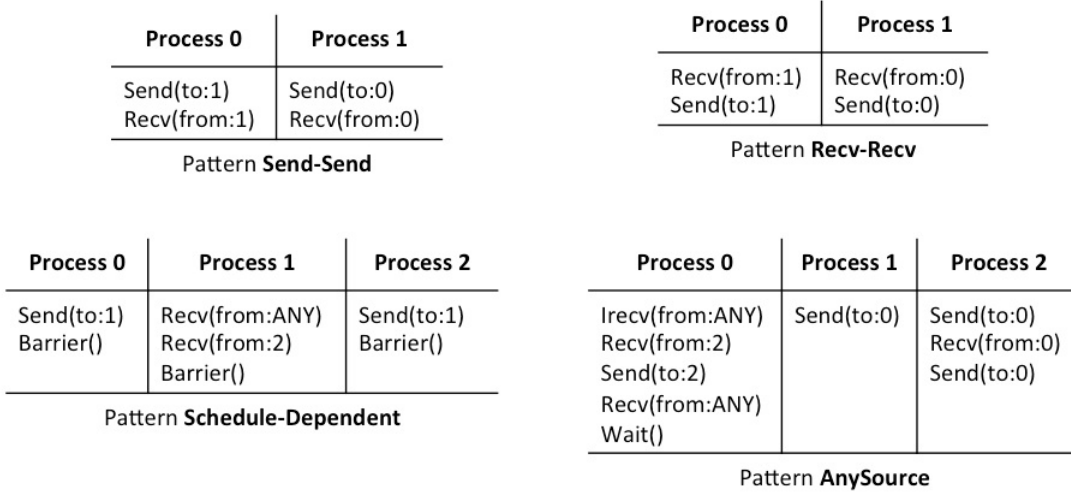 Process 0 Process 1
Send(to:1) Send(to:0)
Recv(from:1) Recv(from:0)
Pattern Send-Send
Process 0 Process 1
Recv(from:1) Recv(from:0)
Send(to:1) Send(to:0)
Pattern Recv-Recv
Process 0 Process 1 Process 2
Send(to:1) Recv(from:ANY) Send(to:1)
Barrier() Recv(from:2) Barrier()
Barrier()
Pattern Schedule-Dependent
Process 0 Process 1 Process 2
Irecv(from:ANY) Send(to:0) Send(to:0)
Recv(from:2) Recv(from:0)
Send(to:2) Send(to:0)
Recv(from:ANY)
Wait()
Pattern AnySource